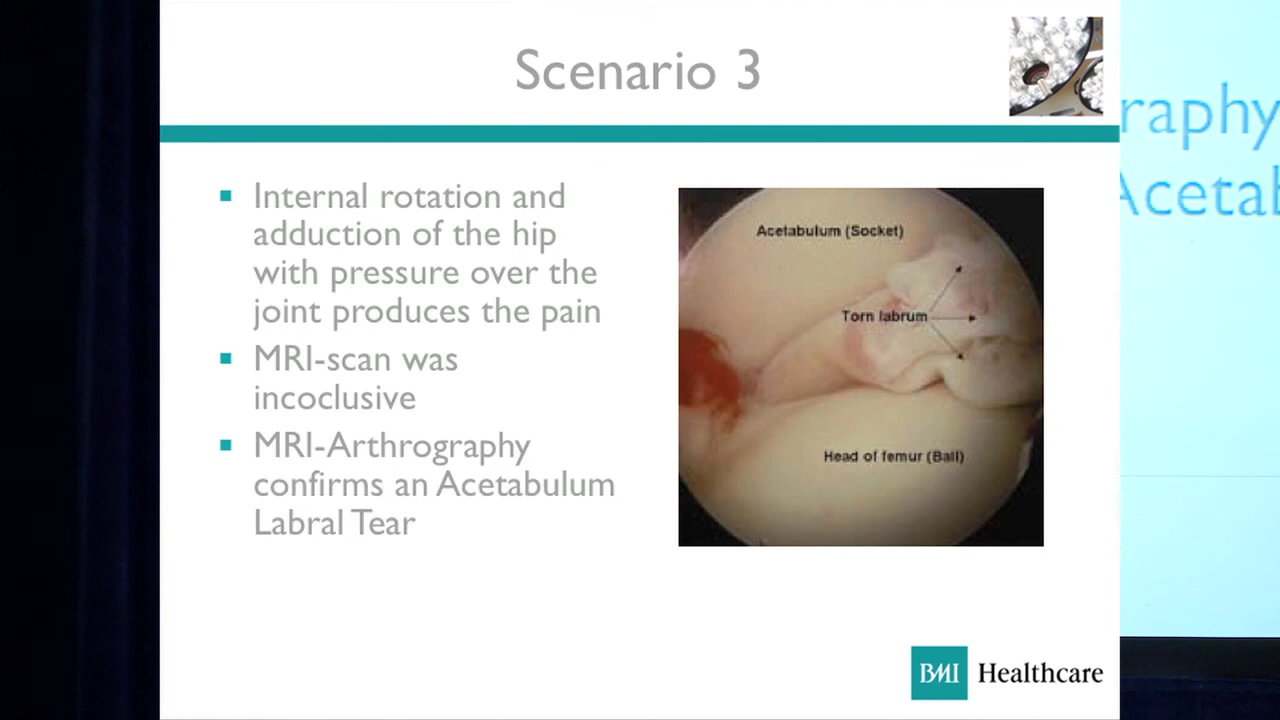 Scenario 3
Internal rotation and
adduction of the hip
with pressure over the
joint produces the pain
MRI-scan was
incoclusive
MRI-Arthrography
confirms an Acetabulum
Labral Tear
Acetabulum (Socket)
Torn labrum
Head of femur (Ball)
BMI Healthcare
raphy
Acetab